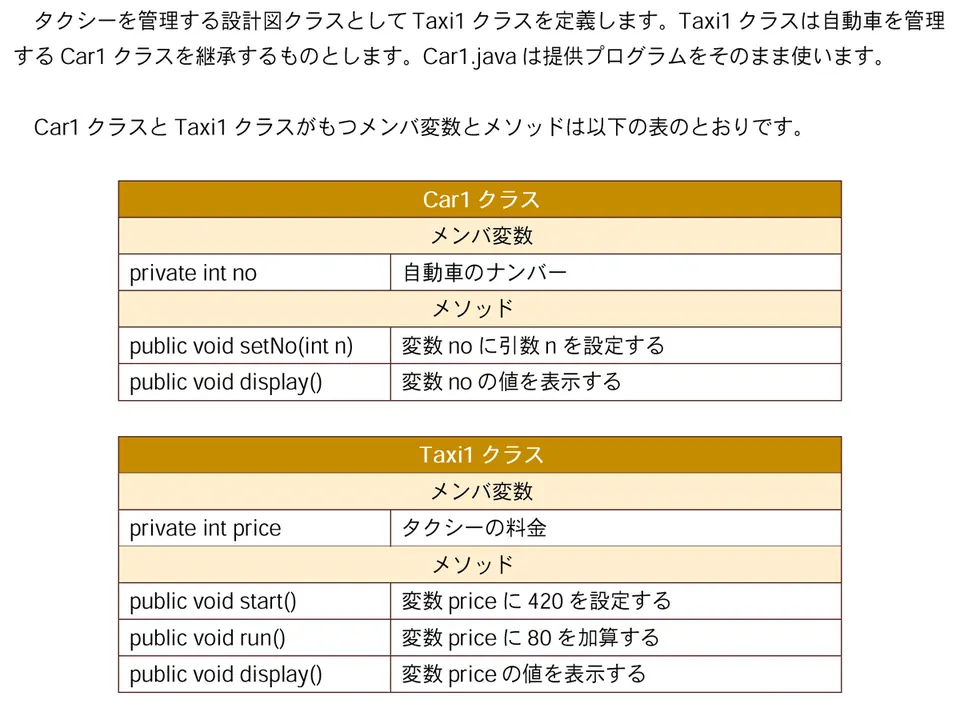 タクシーを管理する設計図クラスとして Taxi1 クラスを定義します。Taxi1 クラスは自動車を管理
する Car1 クラスを継承するものとします。Car1.java は提供プログラムをそのまま使います。
Car1 クラスと Taxi1 クラスがもつメンバ変数とメソッドは以下の表のとおりです。
Car1 クラス
メンバ変数
private int no 自動車のナンバー
メソッド
public void setNo(int n) 変数 no に引数 n を設定する
public void display() 変数 no の値を表示する
Taxi1 クラス
メンバ変数
private int price タクシーの料金
メソッド
public void start() 変数 price に 420 を設定する
public void run() 変数 price に 80 を加算する
public void display() 変数 price の値を表示する